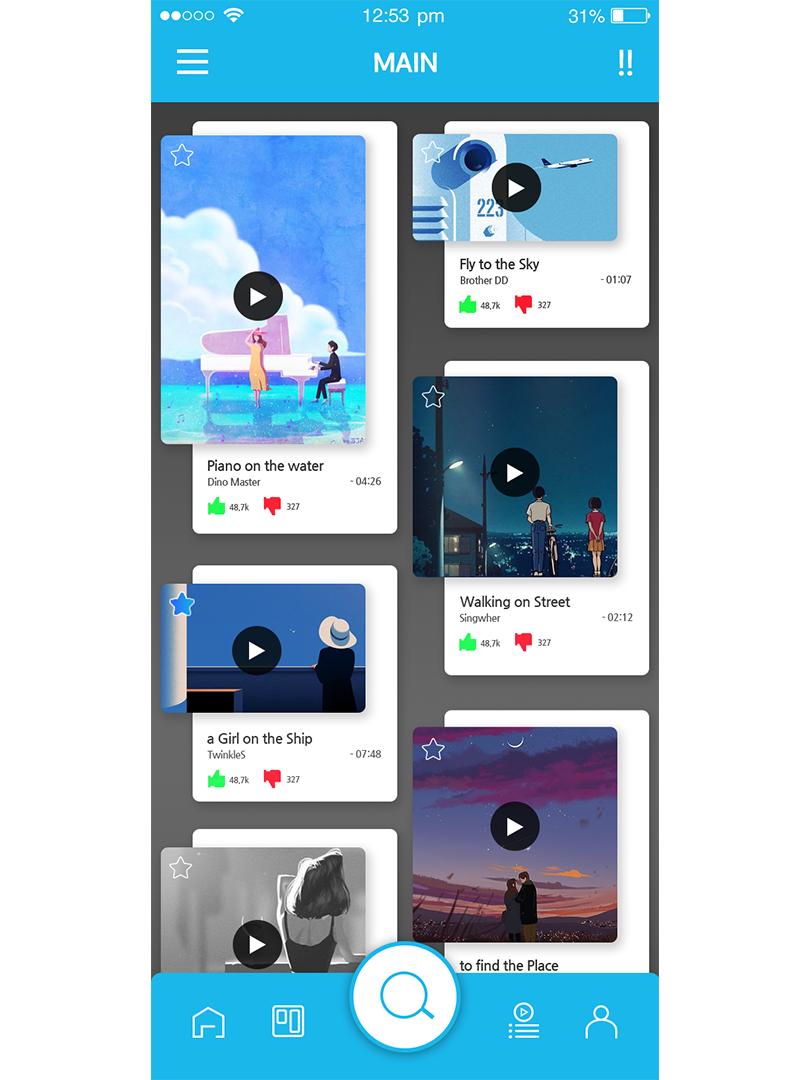 12:53 pm
31%
MAIN
!!
Piano on the water
Dino Master
- 04:26
48,7k
327
a Girl on the Ship
TwinkleS
- 07:48
48,7k
327
223
Fly to the Sky
Brother DD
- 01:07
48,7k
327
Walking on Street
Singwher
- 02:12
48,7k
327
to find the Place